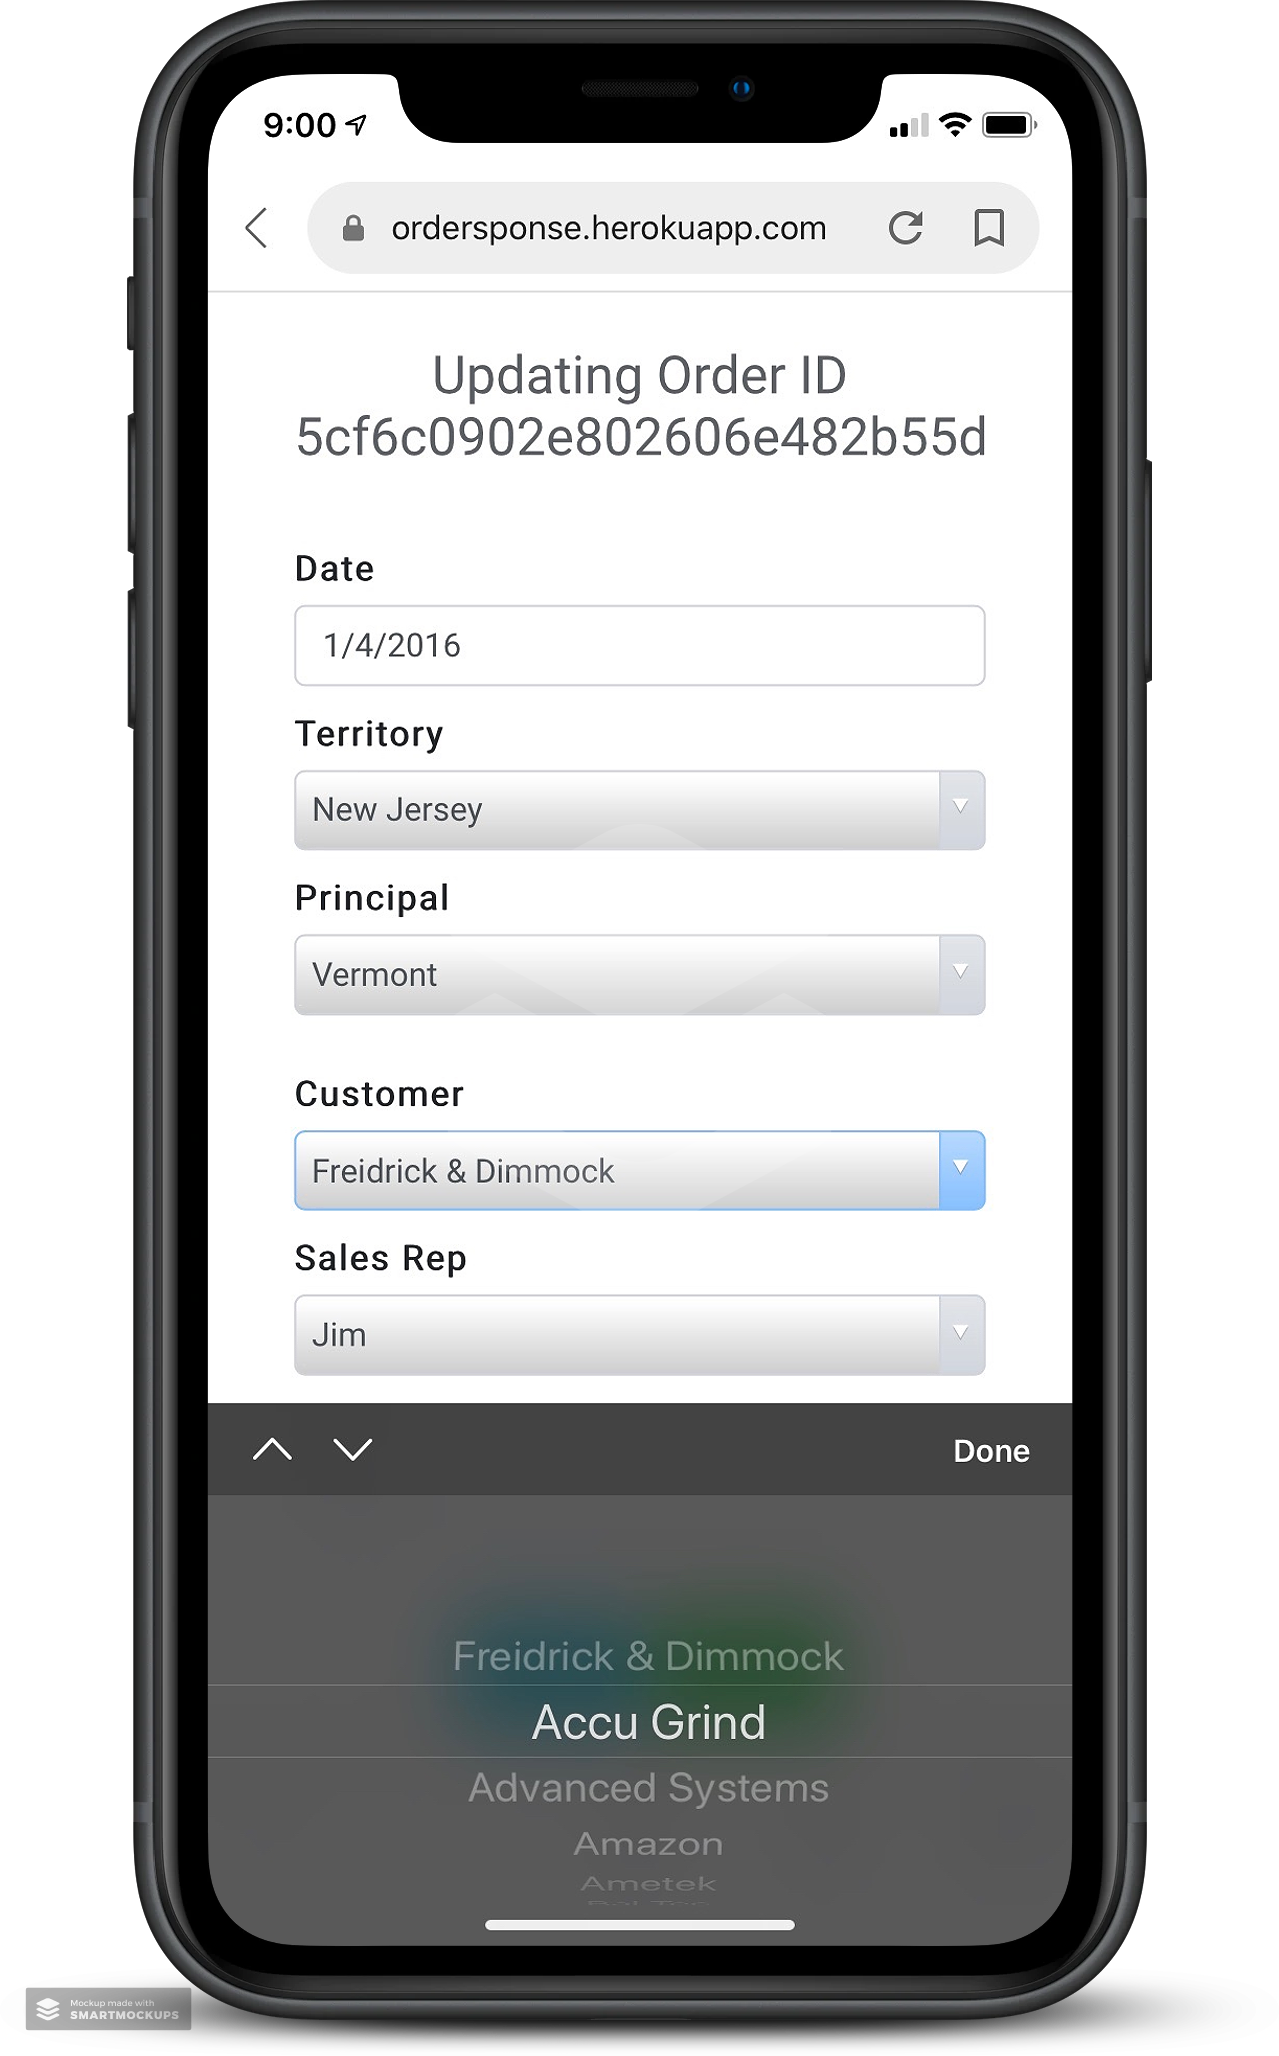 9:00
ordersponse.herokuapp.com
Updating Order ID
5cf6c0902e802606e482b55d
Date
1/4/2016
Territory
New Jersey
Principal
Vermont
Customer
Freidrick & Dimmock
Sales Rep
Jim
Done
Freidrick & Dimmock
Accu Grind
Advanced Systems
Amazon
Ametek
Mockup made with
SMARTMOCKUPS